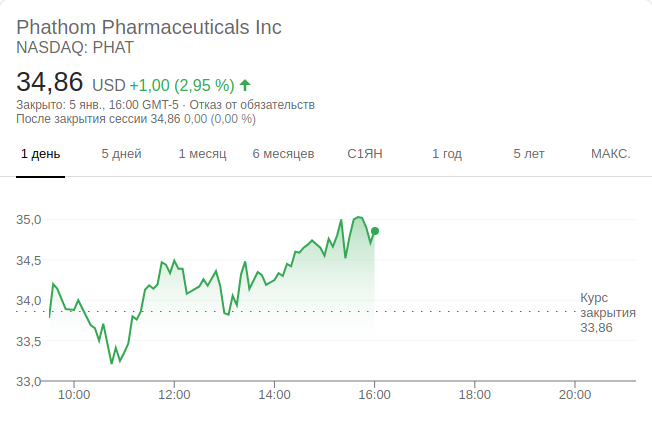 Phathom Pharmaceuticals Inc
NASDAQ: PHAT
34,86 USD +1,00 (2,95 %)
Закрыто: 5 янв., 16:00 GMT-5 · Отказ от обязательств
После закрытия сессии 34,86 0,00 (0,00 %)
1 день 5 дней 1 месяц 6 месяцев С1ЯН 1 год 5 лет МАКС.
35,0
34,5
34,0
33,5
33,0
Курс
закрытия
33,86
10:00 12:00 14:00 16:00 18:00 20:00